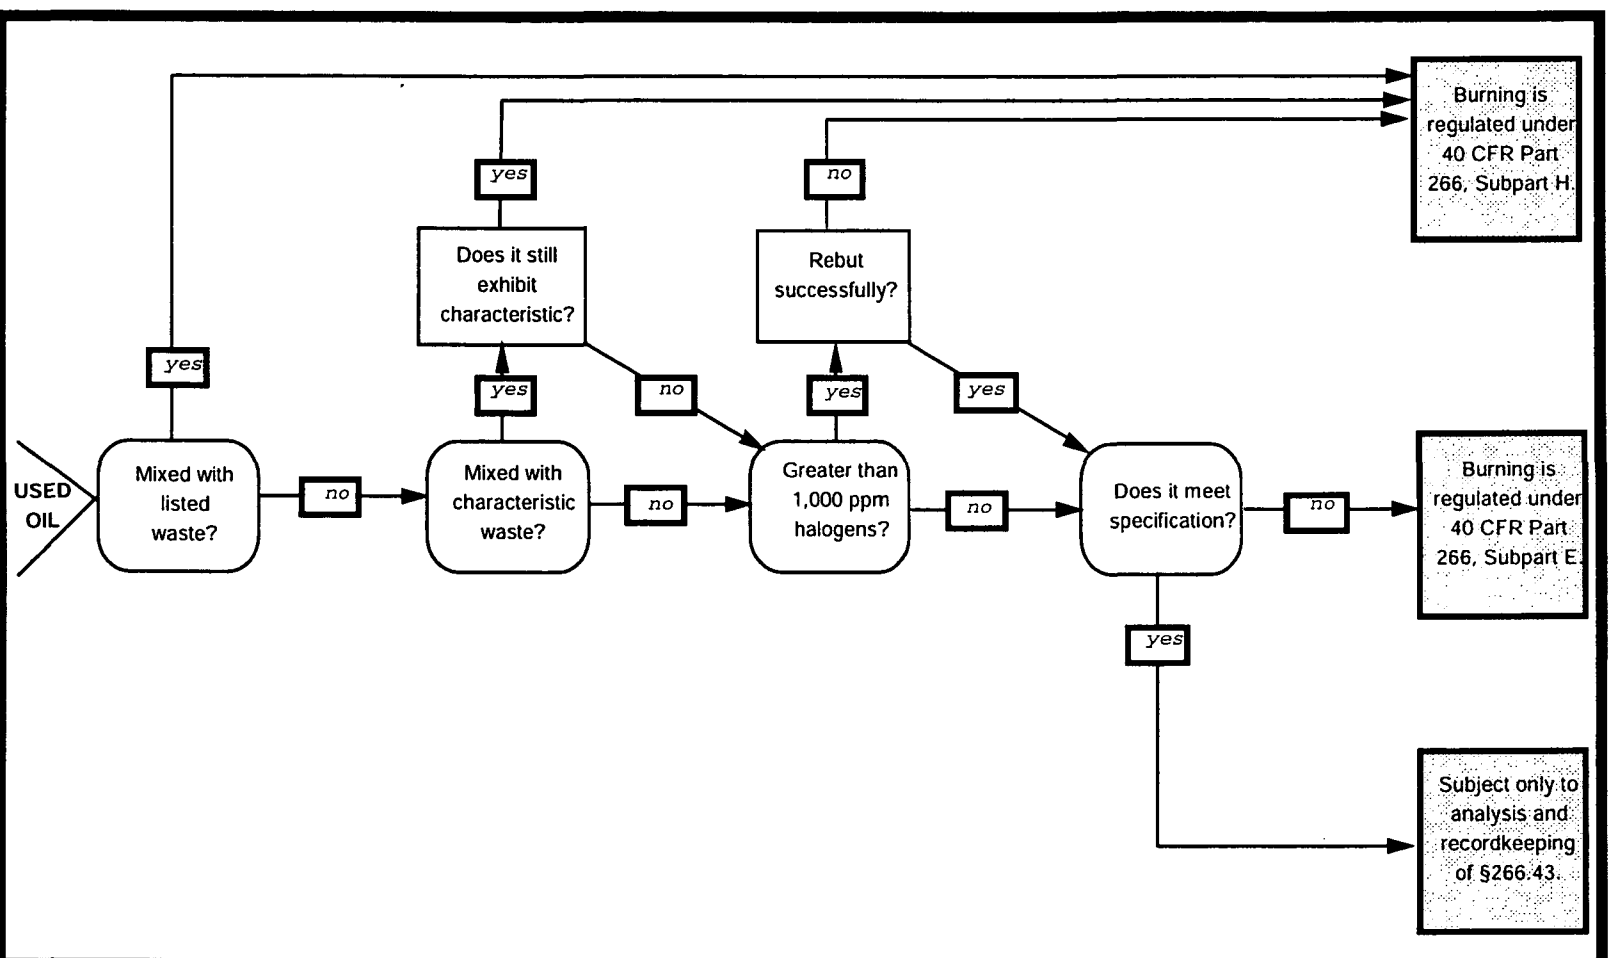 Burning is
regulated under
40 CFR Part
266, Subpart H.
yes
no
Does it still
exhibit
characteristic?
Rebut
successfully?
yes
yes
no
yes
yes
USED
OIL
Mixed with
listed
waste?
no
Mixed with
characteristic
waste?
no
Greater than
1,000 ppm
halogens?
no
Does it meet
specification?
no
Burning is
regulated under
40 CFR Part
266, Subpart E.
yes
Subject only to
analysis and
recordkeeping
of §266.43.